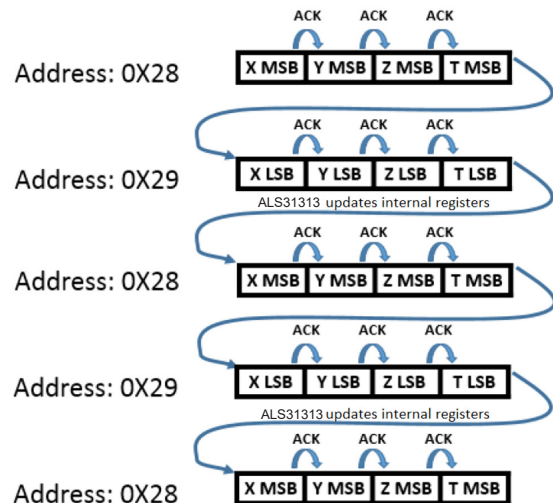 ACK ACK ACK
Address: 0X28 X MSB Y MSB Z MSB T MSB
ACK ACK ACK
Address: 0X29 X LSB Y LSB Z LSB T LSB
ALS31313 updates internal registers
ACK ACK ACK
Address: 0X28 X MSB Y MSB Z MSB T MSB
ACK ACK ACK
Address: 0X29 X LSB Y LSB Z LSB T LSB
ALS31313 updates internal registers
ACK ACK ACK
Address: 0X28 X MSB Y MSB Z MSB T MSB